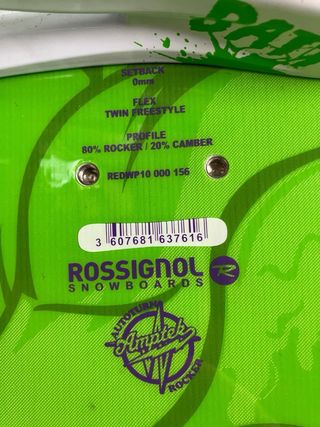 SETBACK
0mm
FLEX
TWIN FREESTYLE
PROFILE
80% ROCKER / 20% CAMBER
REDWP10 000 156
3 607681 637616
ROSSIGNOL R
SNOWBOARDS
AUTOTURN
Amptek
ROCKER